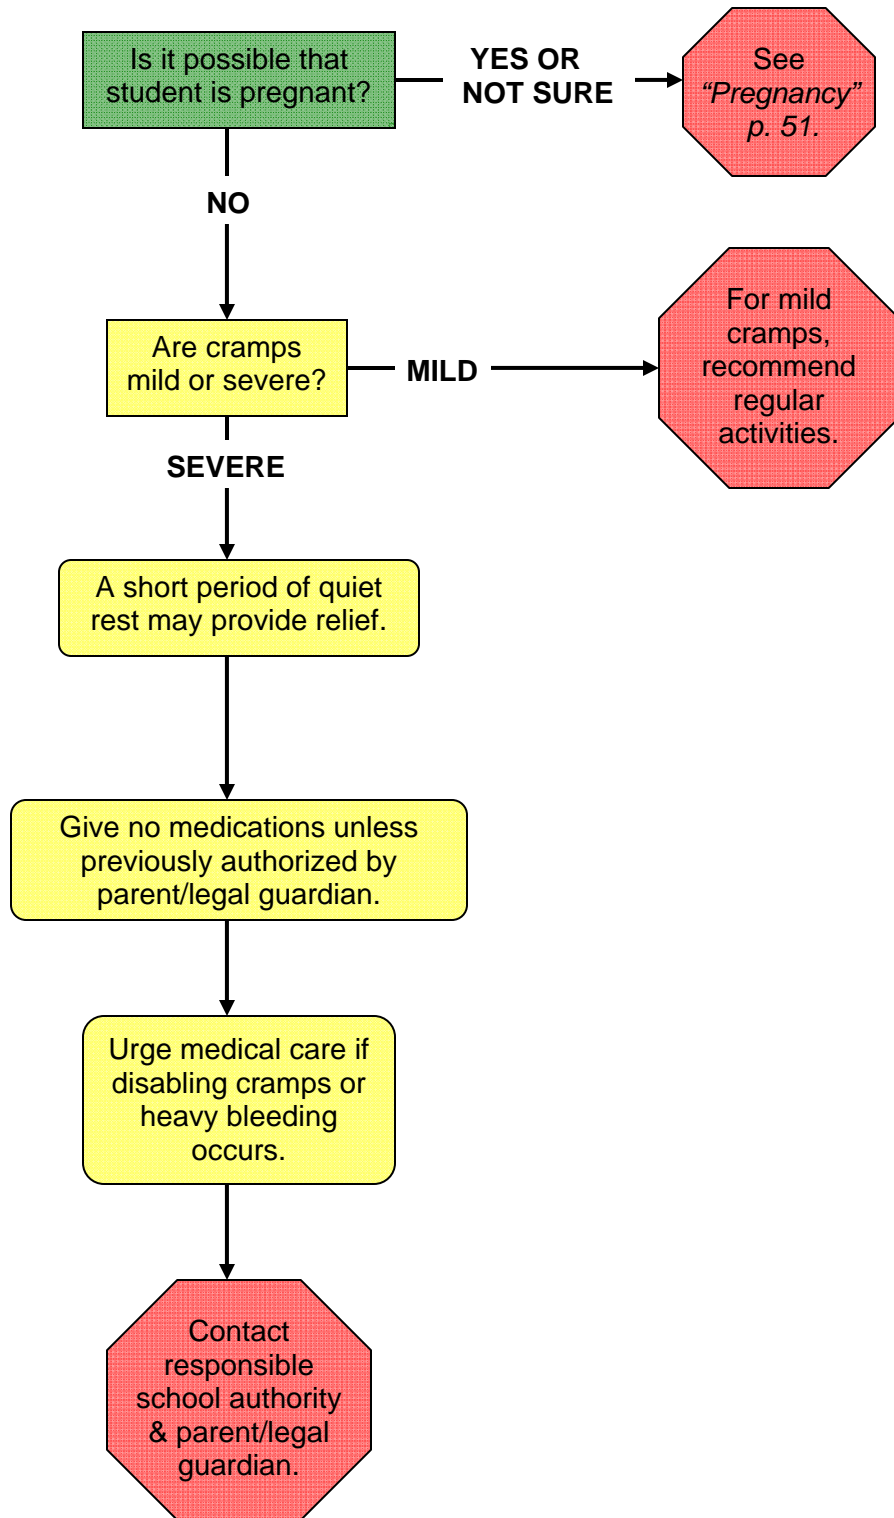 Is it possible that
student is pregnant?
YES OR
NOT SURE
See
“Pregnancy”
p. 51.
NO
Are cramps
mild or severe?
MILD
For mild
cramps,
recommend
regular
activities.
SEVERE
A short period of quiet
rest may provide relief.
Give no medications unless
previously authorized by
parent/legal guardian.
Urge medical care if
disabling cramps or
heavy bleeding
occurs.
Contact
responsible
school authority
& parent/legal
guardian.